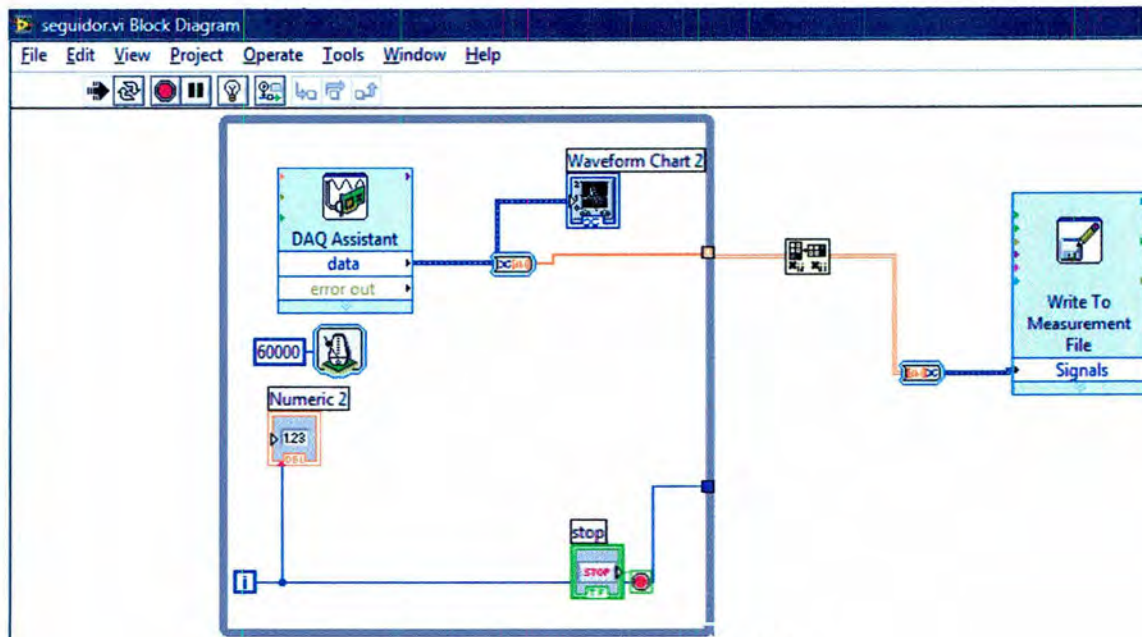 seguidor.vi Block Diagram
File Edit View Project Operate Tools Window Help
Waveform Chart 2
DAQ Assistant
data
error out
Write To
Measurement
File
Signals
60000
Numeric 2
1.23
DBL
stop
STOP
TF
i